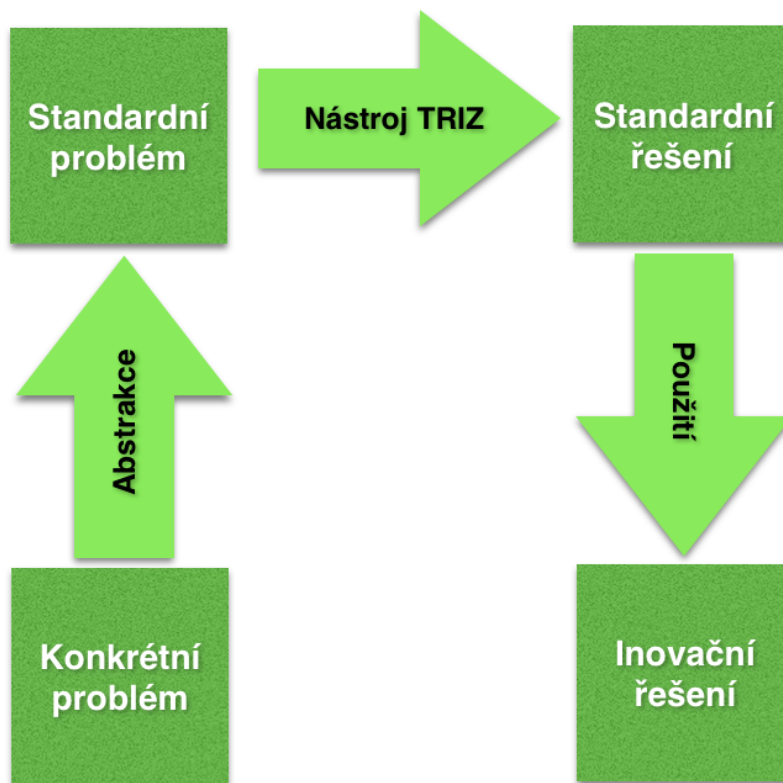 Standardní
problém
Nástroj TRIZ
Standardní
řešení
Abstrakce
Použití
Konkrétní
problém
Inovační
řešení